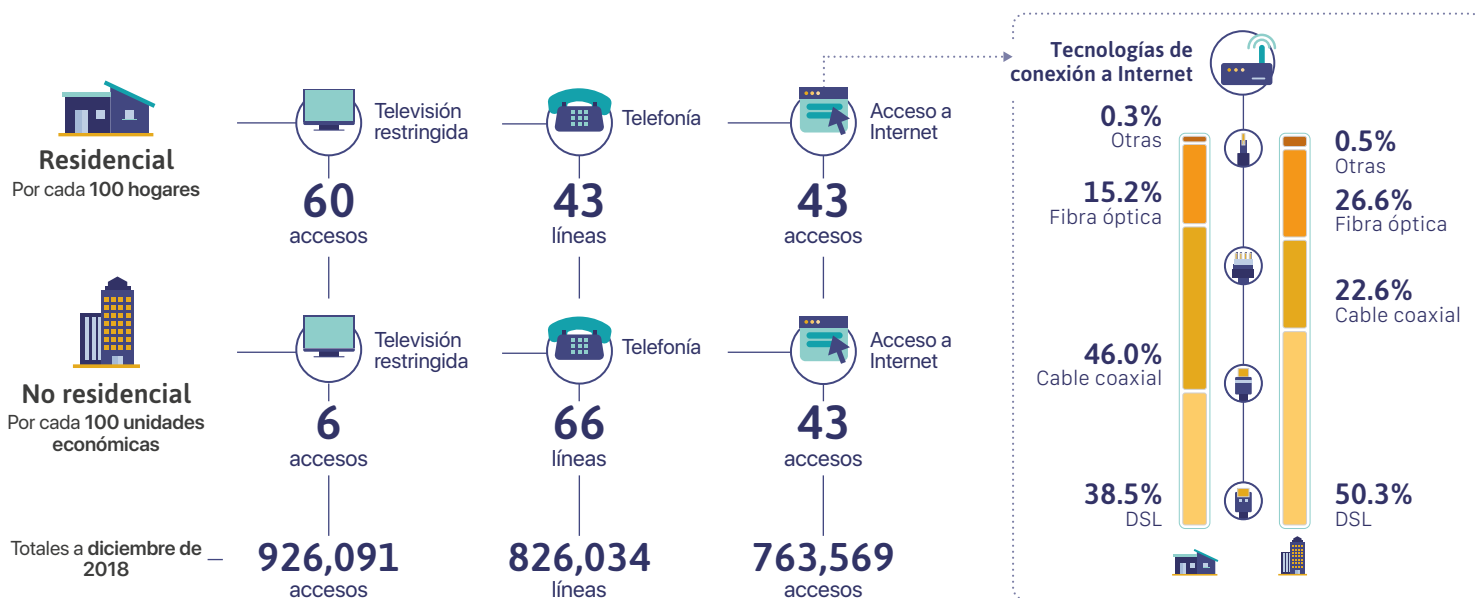 Residencial
Por cada 100 hogares
Televisión
restringida
60
accesos
Telefonía
43
líneas
Acceso a
Internet
43
accesos
No residencial
Por cada 100 unidades
económicas
Televisión
restringida
6
accesos
Telefonía
66
líneas
Acceso a
Internet
43
accesos
Totales a diciembre de
2018
926,091
accesos
826,034
líneas
763,569
accesos
Tecnologías de
conexión a Internet
0.3%
Otras
15.2%
Fibra óptica
46.0%
Cable coaxial
38.5%
DSL
0.5%
Otras
26.6%
Fibra óptica
22.6%
Cable coaxial
50.3%
DSL